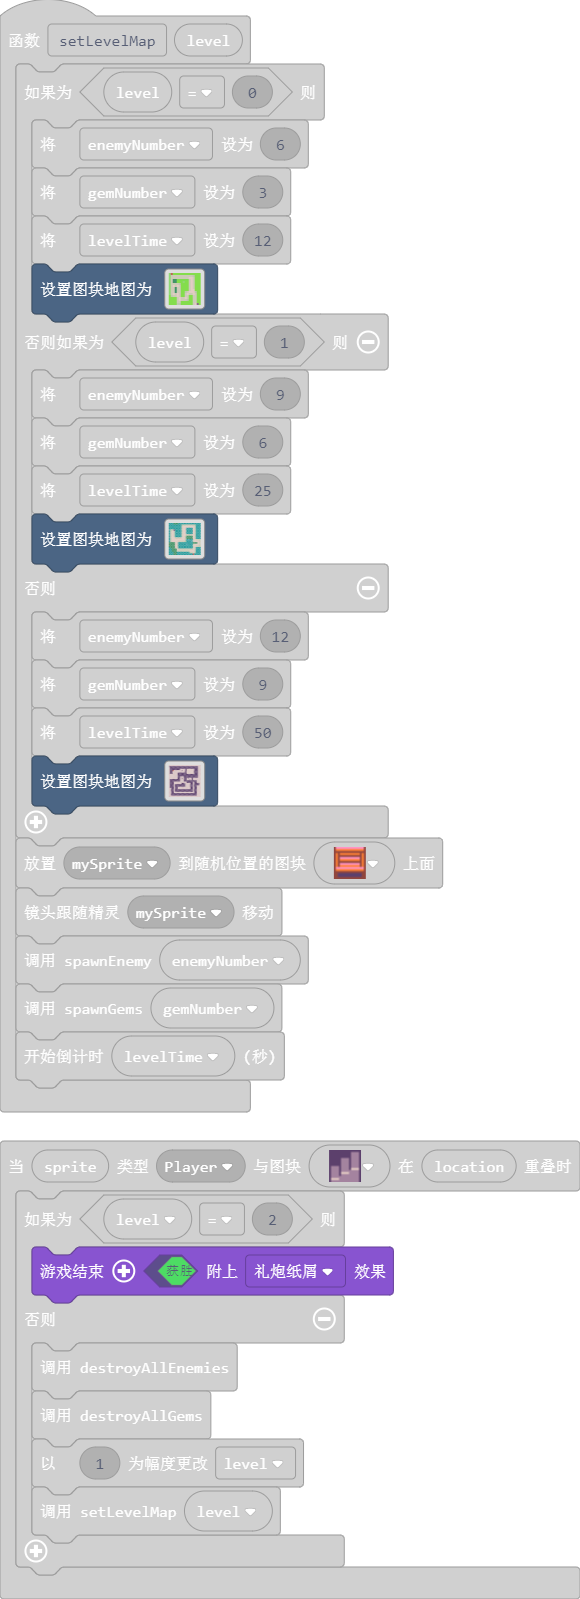 函数 setLevelMap level
如果为 level = 0 则
将 enemyNumber 设为 6
将 gemNumber 设为 3
将 levelTime 设为 12
设置图块地图为
否则如果为 level = 1 则
将 enemyNumber 设为 9
将 gemNumber 设为 6
将 levelTime 设为 25
设置图块地图为
否则
将 enemyNumber 设为 12
将 gemNumber 设为 9
将 levelTime 设为 50
设置图块地图为
放置 mySprite 到随机位置的图块 上面
镜头跟随精灵 mySprite 移动
调用 spawnEnemy enemyNumber
调用 spawnGems gemNumber
开始倒计时 levelTime (秒)
当 sprite 类型 Player 与图块 在 location 重叠时
如果为 level = 2 则
游戏结束 获胜 附上 礼炮纸屑 效果
否则
调用 destroyAllEnemies
调用 destroyAllGems
以 1 为幅度更改 level
调用 setLevelMap level